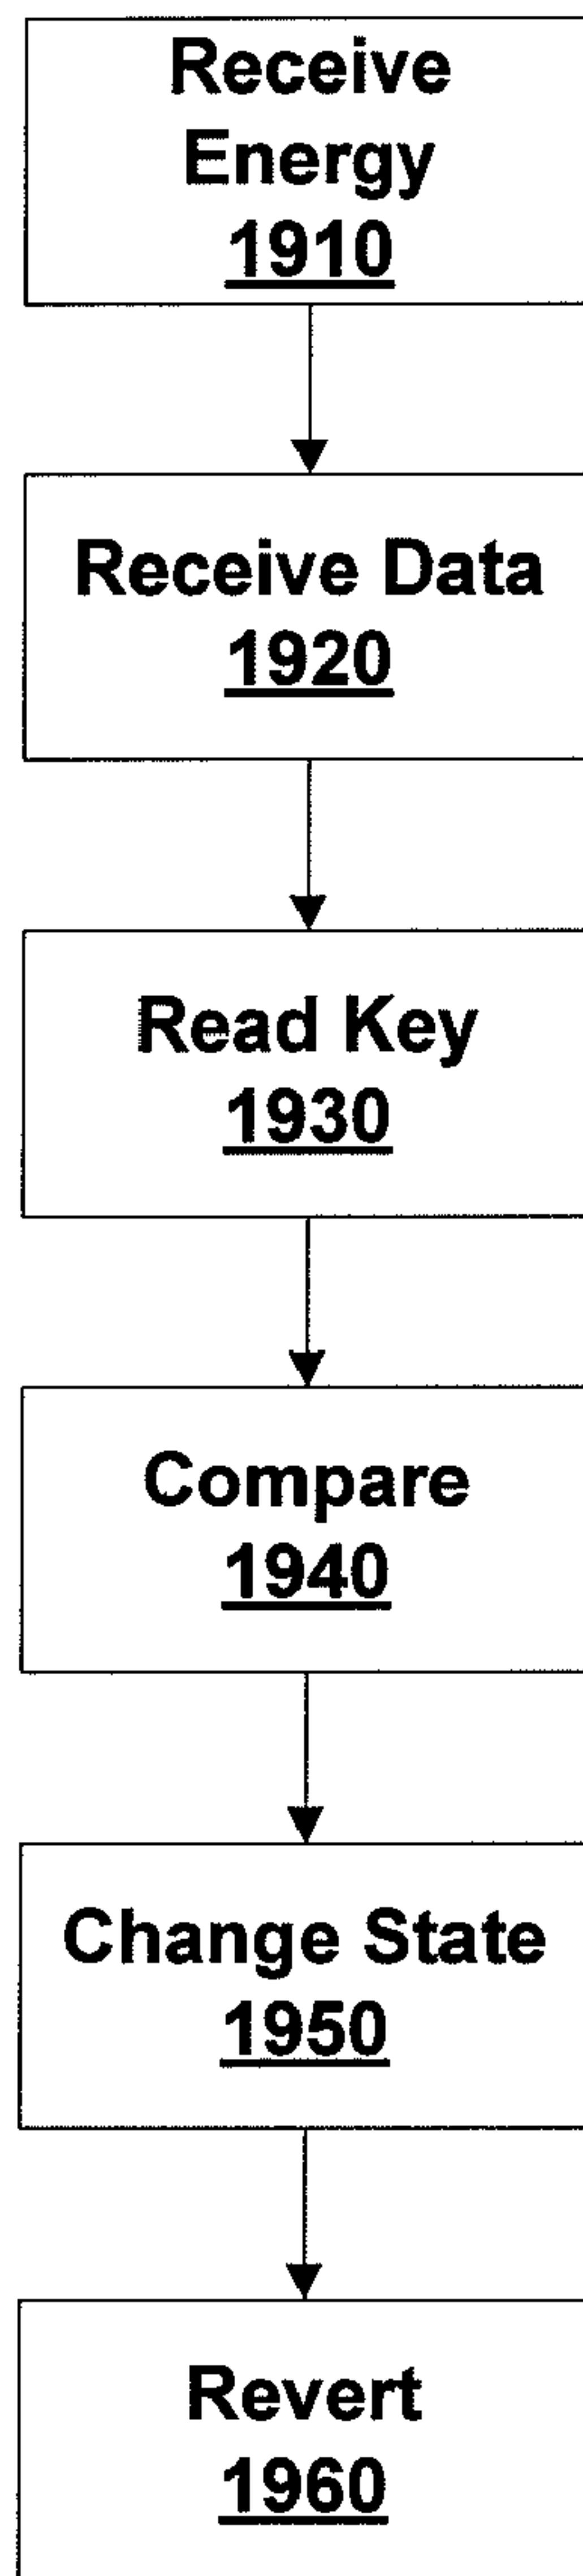 Receive
Energy
1910
Receive Data
1920
Read Key
1930
Compare
1940
Change State
1950
Revert
1960